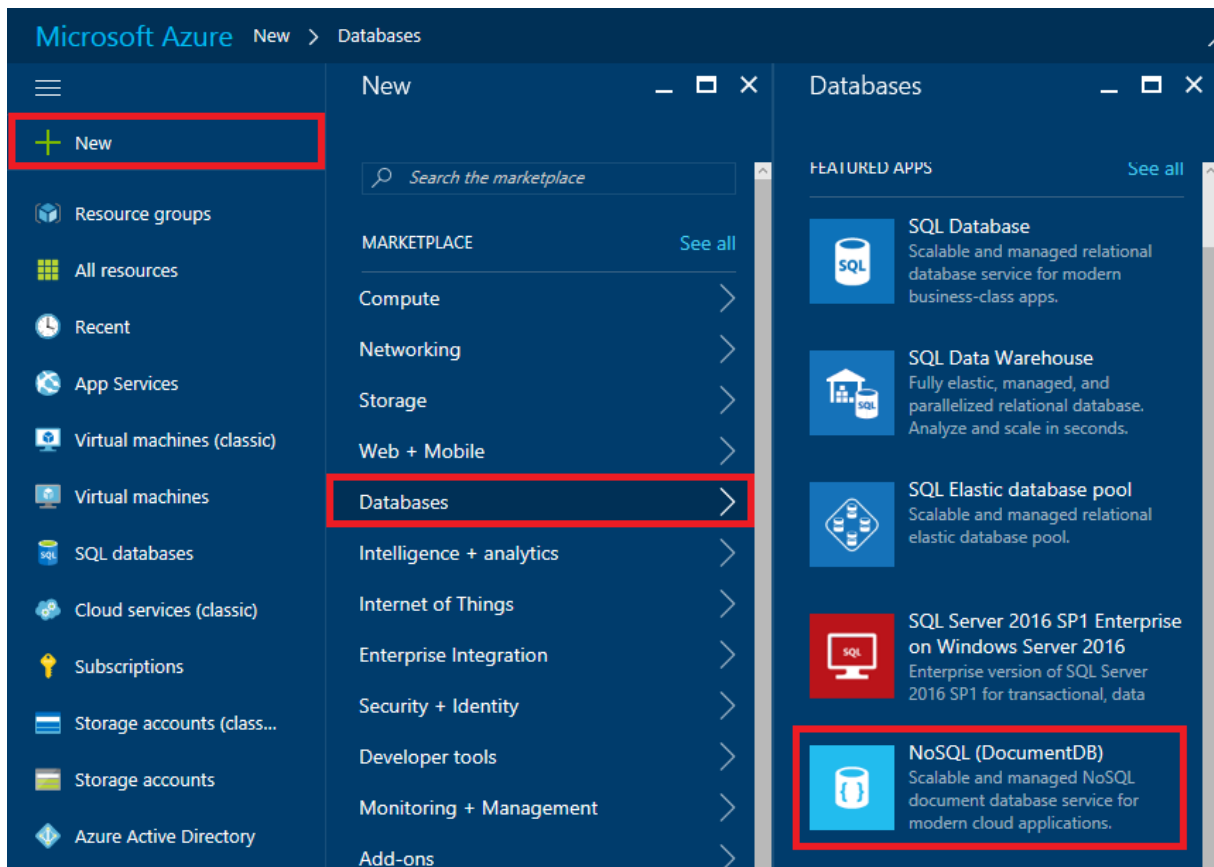 Microsoft Azure New > Databases
New
Resource groups
All resources
Recent
App Services
Virtual machines (classic)
Virtual machines
SQL databases
Cloud services (classic)
Subscriptions
Storage accounts (class...
Storage accounts
Azure Active Directory
New
Search the marketplace
MARKETPLACE See all
Compute
Networking
Storage
Web + Mobile
Databases
Intelligence + analytics
Internet of Things
Enterprise Integration
Security + Identity
Developer tools
Monitoring + Management
Add-ons
Databases
FEATURED APPS See all
SQL
SQL Database
Scalable and managed relational
database service for modern
business-class apps.
SQL
SQL Data Warehouse
Fully elastic, managed, and
parallelized relational database.
Analyze and scale in seconds.
SQL Elastic database pool
Scalable and managed relational
elastic database pool.
SQL
SQL Server 2016 SP1 Enterprise
on Windows Server 2016
Enterprise version of SQL Server
2016 SP1 for transactional, data
{ }
NoSQL (DocumentDB)
Scalable and managed NoSQL
document database service for
modern cloud applications.